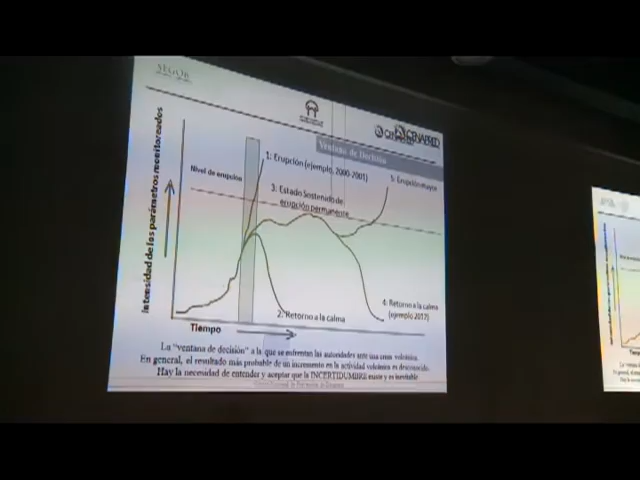 SEGOB
CENAPRED
Ventana de Decisión
Intensidad de los parámetros monitoreados
Nivel de erupción
1: Erupción (ejemplo, 2000-2001)
5: Erupción mayor
3: Estado Sostenido de
erupción permanente
2: Retorno a la calma
4: Retorno a la calma
(ejemplo 2012)
Tiempo
La "ventana de decisión" a la que se enfrentan las autoridades ante una crisis volcánica.
En general, el resultado más probable de un incremento en la actividad volcánica es desconocido.
Hay la necesidad de entender y aceptar que la INCERTIDUMBRE existe y es inevitable